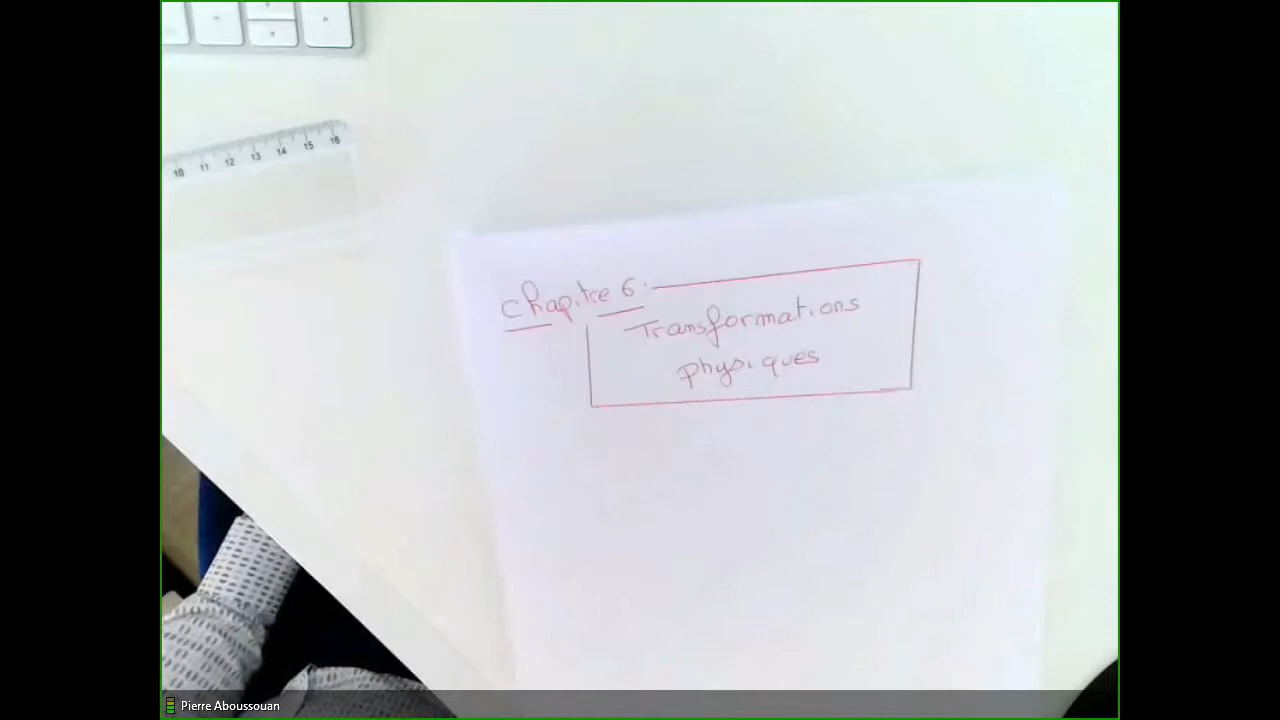 10 11 12 13 14 15 16
Chapitre 6:
Transformations
physiques
Pierre Aboussouan